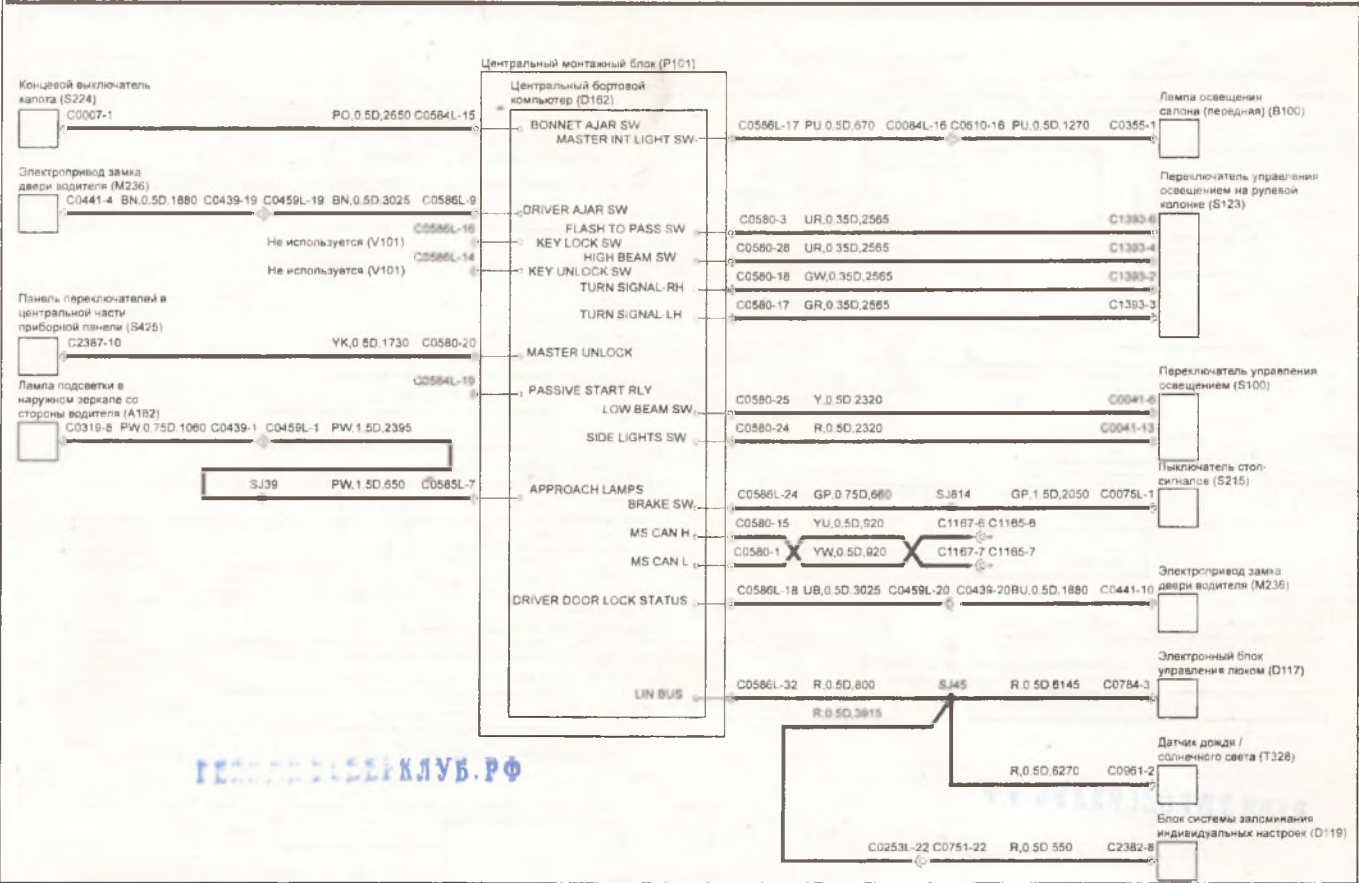 Центральный монтажный блок (P101)
Центральный бортовой
компьютер (D162)
Концевой выключатель
капота (S224)
C0007-1 PO,0.5D,2650 C0584L-15
BONNET AJAR SW
MASTER INT LIGHT SW
Электропривод замка
двери водителя (M236)
C0441-4 BN,0.5D.1880 C0439-19 C0459L-19 BN,0.5D.3025 C0586L-9
DRIVER AJAR SW
FLASH TO PASS SW
C0586L-16
Не используется (V101)
KEY LOCK SW
HIGH BEAM SW
C0586L-14
Не используется (V101)
KEY UNLOCK SW
TURN SIGNAL-RH
TURN SIGNAL-LH
Панель переключателей в
центральной части
приборной панели (S425)
C2387-10 YK,0.5D,1730 C0580-20
MASTER UNLOCK
C0584L-19
PASSIVE START RLY
LOW BEAM SW
SIDE LIGHTS SW
Лампа подсветки в
наружном зеркале со
стороны водителя (A182)
C0319-8 PW,0.75D.1060 C0439-1 C0459L-1 PW,1.5D,2395
SJ39 PW,1.5D,650 C0585L-7
APPROACH LAMPS
BRAKE SW
MS CAN H
MS CAN L
DRIVER DOOR LOCK STATUS
LIN BUS
Лампа освещения
салона (передняя) (B100)
C0586L-17 PU,0.5D,670 C0084L-16 C0610-16 PU,0.5D.1270 C0355-1
Переключатель управления
освещением на рулевой
колонке (S123)
C0580-3 UR,0.35D,2565 C1393-6
C0580-28 UR,0.35D,2565 C1393-4
C0580-18 GW,0.35D,2565 C1393-2
C0580-17 GR,0.35D,2565 C1393-3
Переключатель управления
освещением (S100)
C0580-25 Y,0.5D.2320 C0041-6
C0580-24 R,0.5D.2320 C0041-13
Пыключатель стоп-
сигналов (S215)
C0586L-24 GP,0.75D,660 SJ814 GP,1.5D,2050 C0075L-1
C0580-15 YU,0.5D,920 C1167-6 C1165-6
C0580-1 YW,0.5D,920 C1167-7 C1165-7
Электропривод замка
двери водителя (M236)
C0586L-18 UB,0.5D.3025 C0459L-20 C0439-20BU,0.5D.1880 C0441-10
Электронный блок
управления люком (D117)
C0586L-32 R,0.5D,800 SJ45 R,0.5D.6145 C0784-3
R,0.5D,3915
Датчик дождя /
солнечного света (T328)
R,0.5D,6270 C0961-2
Блок системы запоминания
индивидуальных настроек (D119)
C0253L-22 C0751-22 R,0.5D.550 C2382-8
КЛУБ.РФ